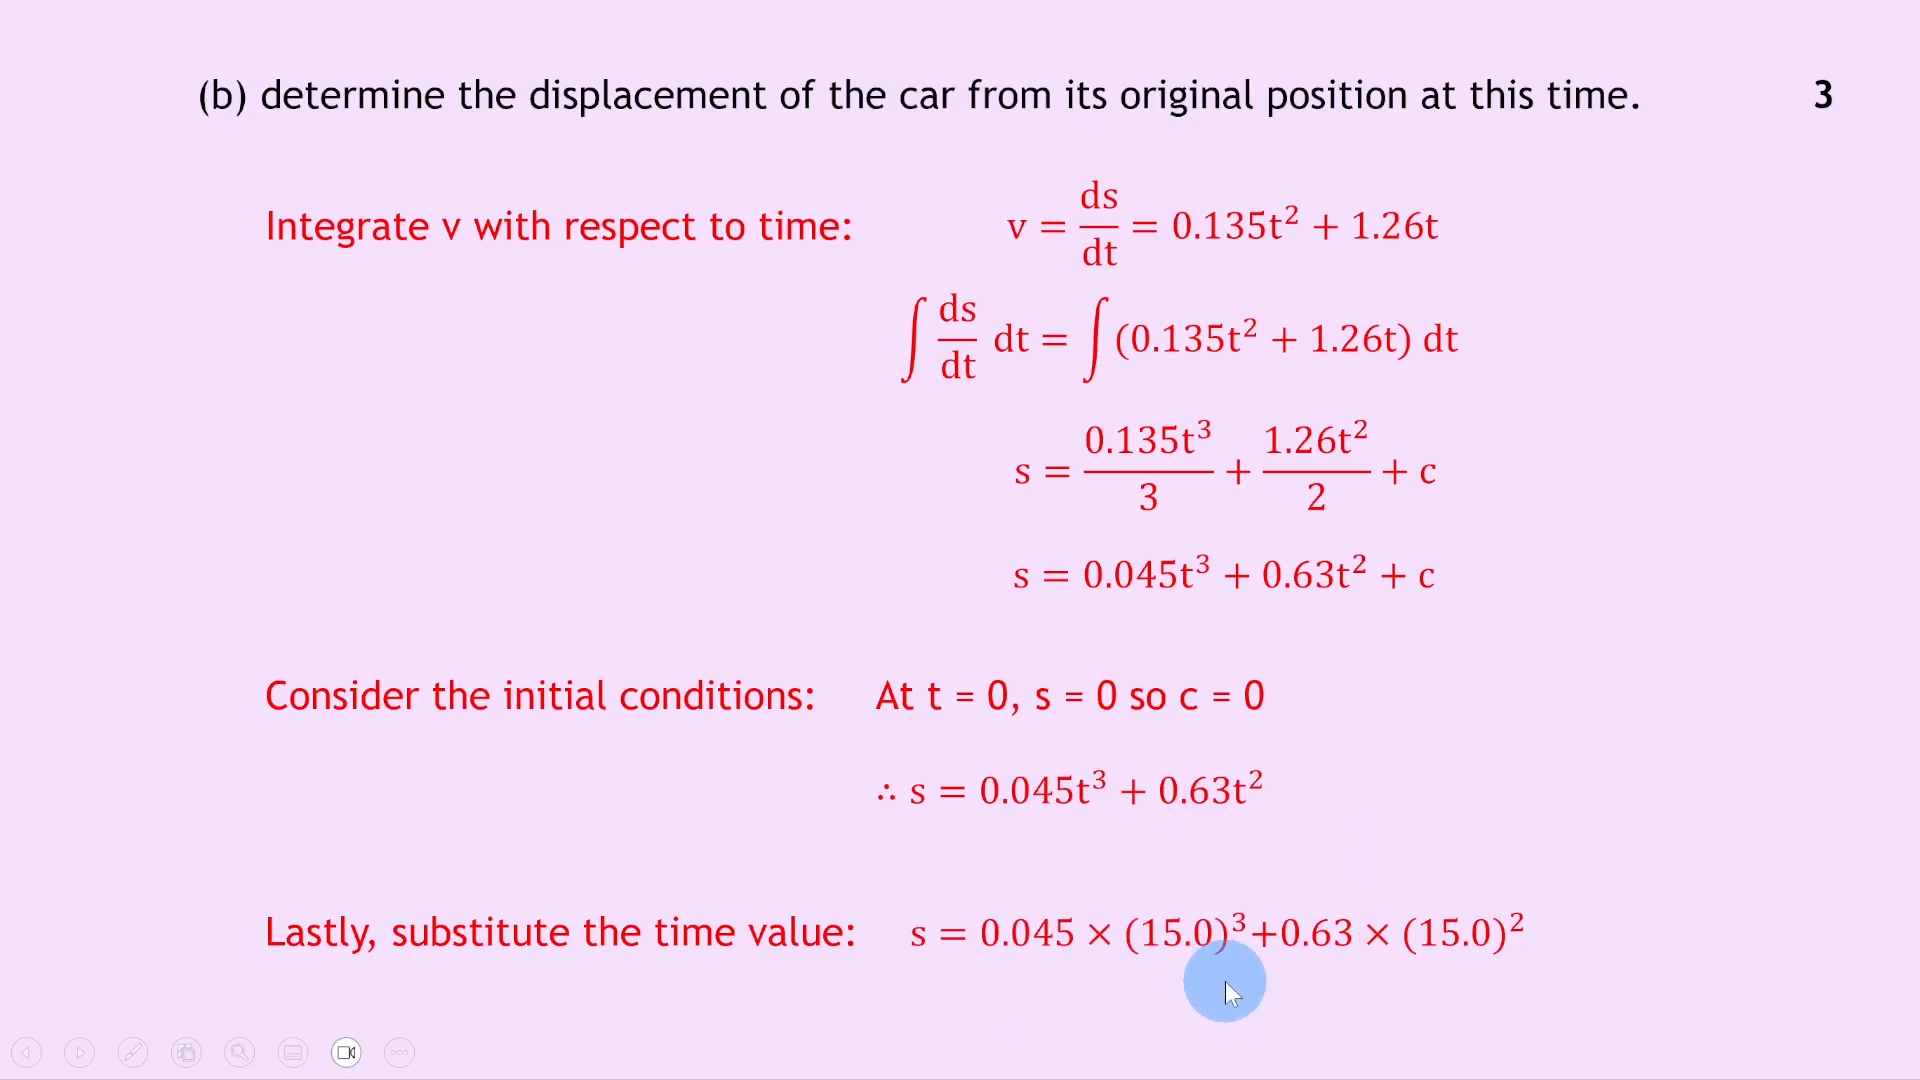 (b) determine the displacement of the car from its original position at this time. 3
Integrate v with respect to time: v = ds/dt = 0.135t² + 1.26t
∫ ds/dt dt = ∫ (0.135t² + 1.26t) dt
s = 0.135t³/3 + 1.26t²/2 + c
s = 0.045t³ + 0.63t² + c
Consider the initial conditions: At t = 0, s = 0 so c = 0
∴ s = 0.045t³ + 0.63t²
Lastly, substitute the time value: s = 0.045 × (15.0)³+0.63 × (15.0)²